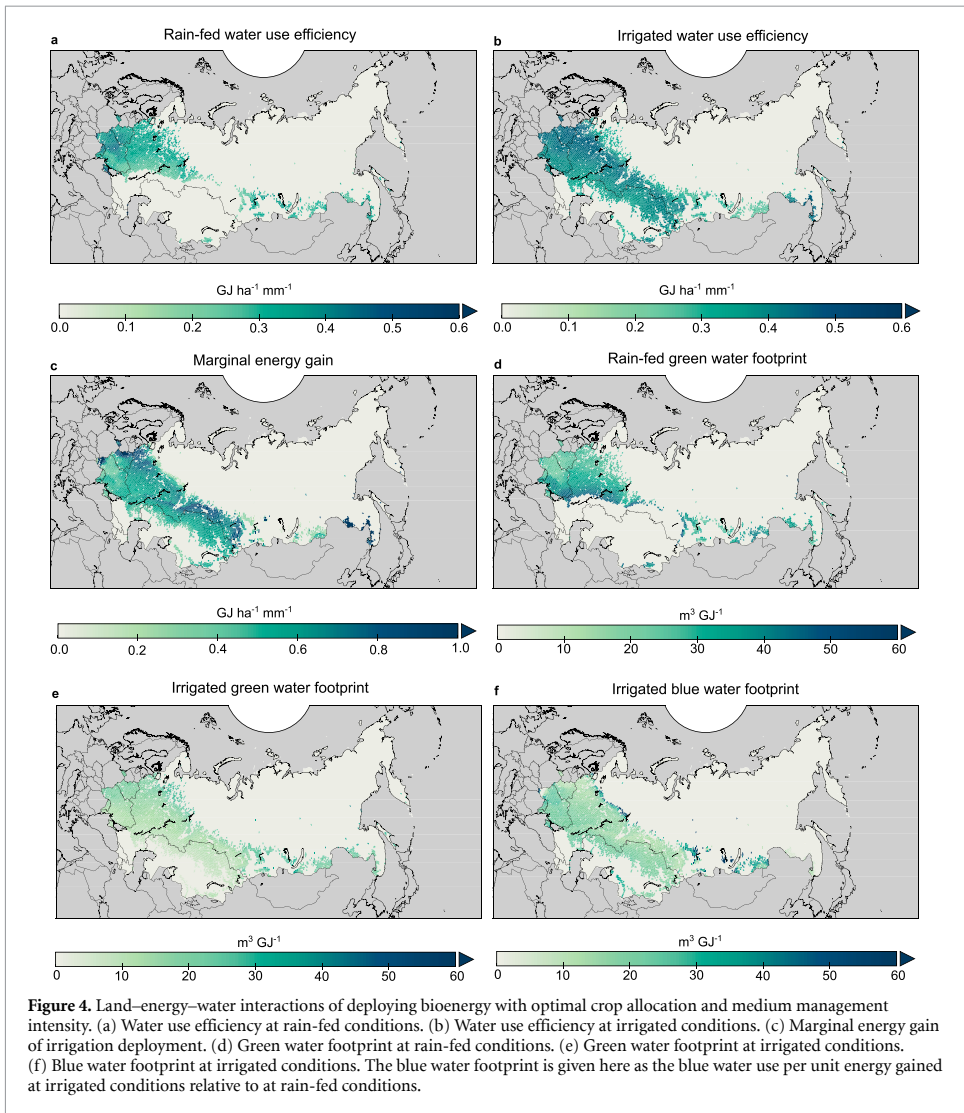 a
Rain-fed water use efficiency
b
Irrigated water use efficiency
GJ ha⁻¹ mm⁻¹
0.0 0.1 0.2 0.3 0.4 0.5 0.6
GJ ha⁻¹ mm⁻¹
0.0 0.1 0.2 0.3 0.4 0.5 0.6
c
Marginal energy gain
d
Rain-fed green water footprint
GJ ha⁻¹ mm⁻¹
0.0 0.2 0.4 0.6 0.8 1.0
m³ GJ⁻¹
0 10 20 30 40 50 60
e
Irrigated green water footprint
f
Irrigated blue water footprint
m³ GJ⁻¹
0 10 20 30 40 50 60
m³ GJ⁻¹
0 10 20 30 40 50 60
Figure 4. Land–energy–water interactions of deploying bioenergy with optimal crop allocation and medium management
intensity. (a) Water use efficiency at rain-fed conditions. (b) Water use efficiency at irrigated conditions. (c) Marginal energy gain
of irrigation deployment. (d) Green water footprint at rain-fed conditions. (e) Green water footprint at irrigated conditions.
(f) Blue water footprint at irrigated conditions. The blue water footprint is given here as the blue water use per unit energy gained
at irrigated conditions relative to at rain-fed conditions.